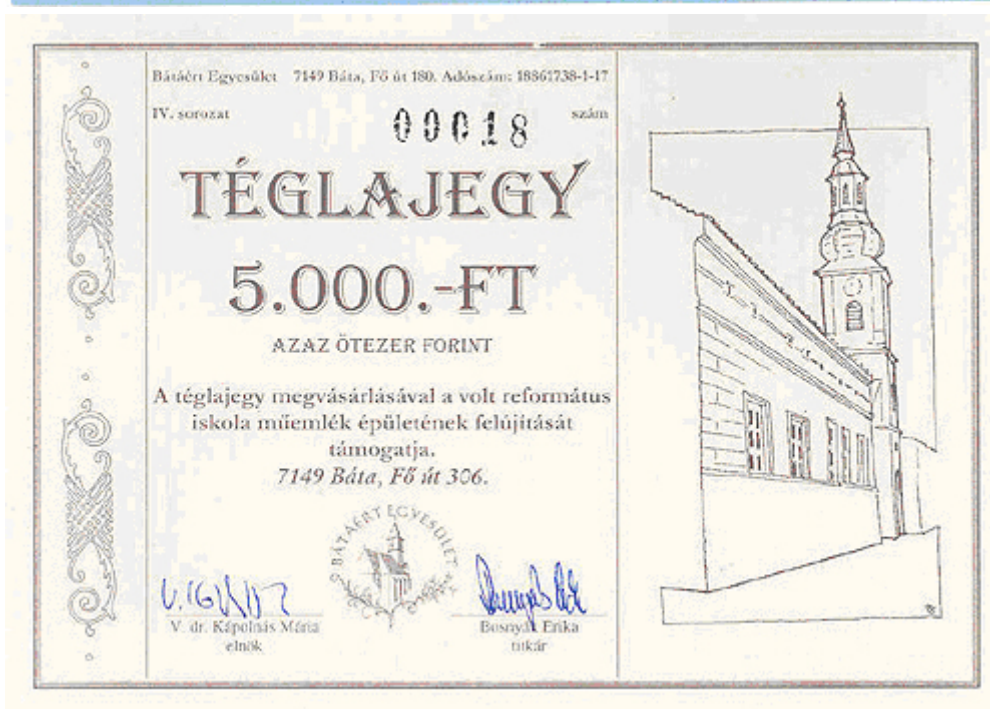 Bátáért Egyesület 7149 Báta, Fő út 180. Adószám: 18861738-1-17
IV. sorozat 00018 szám
TÉGLAJEGY
5.000.-FT
AZAZ ÖTEZER FORINT
A téglajegy megvásárlásával a volt református
iskola műemlék épületének felújítását
támogatja.
7149 Báta, Fő út 306.
BÁTÁÉRT EGYESÜLET
V. dr. Kápolnás Mária
elnök
Bosnyák Erika
titkár